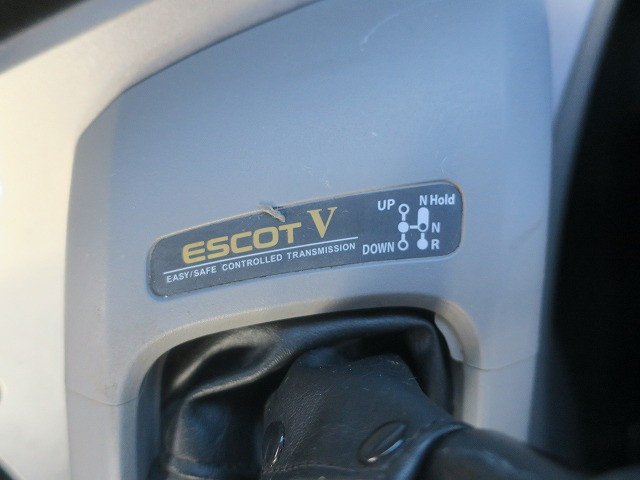 ESCOT V
EASY/SAFE CONTROLLED TRANSMISSION
UP N Hold
N
DOWN R